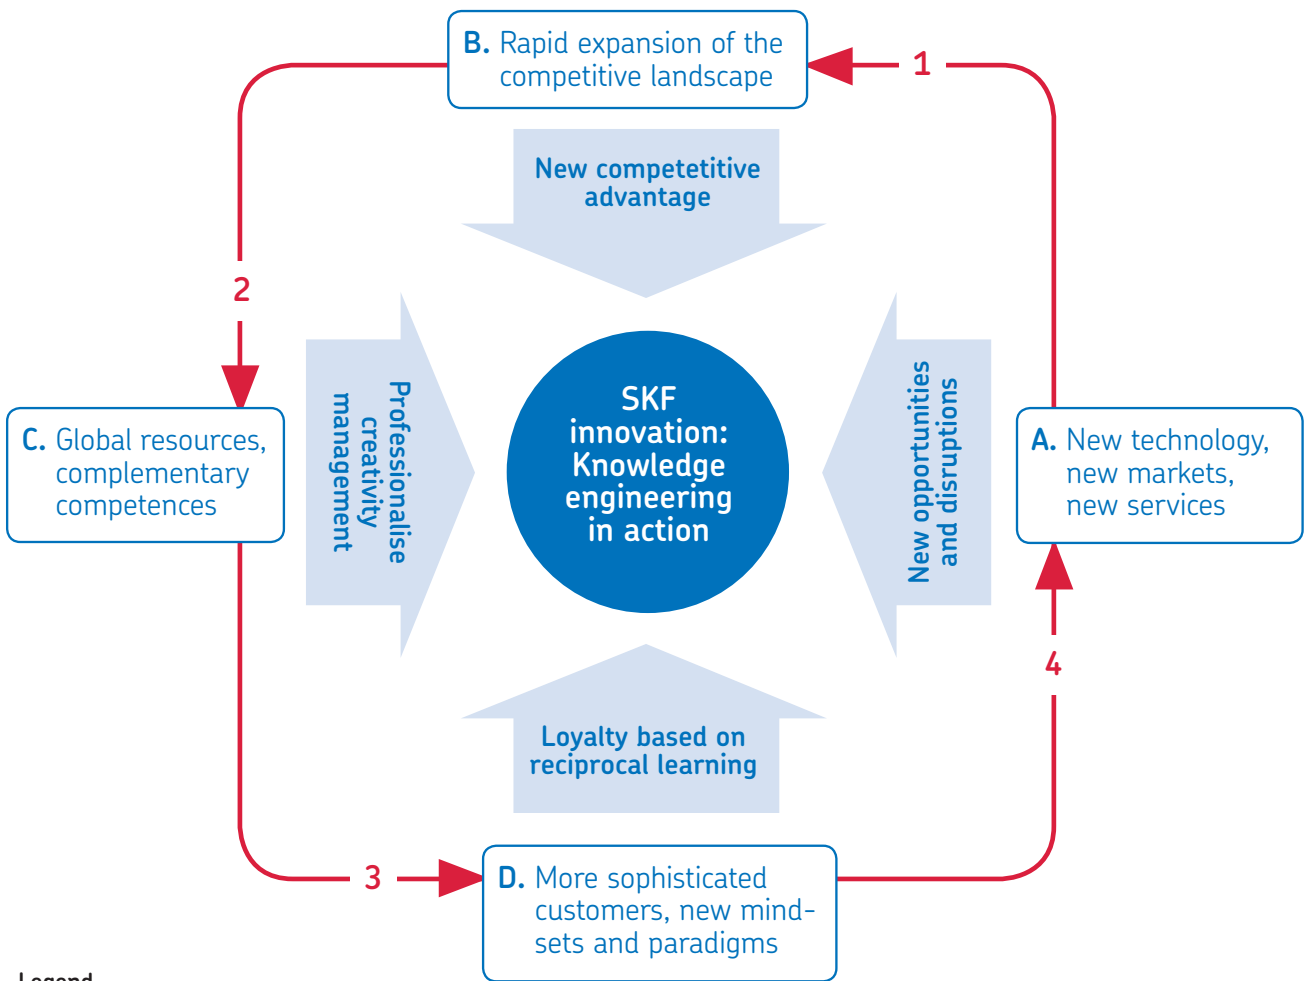 B. Rapid expansion of the
competitive landscape
1
New competetitive
advantage
2
Professionalise
creativity
management
SKF
innovation:
Knowledge
engineering
in action
New opportunities
and disruptions
C. Global resources,
complementary
competences
A. New technology,
new markets,
new services
4
Loyalty based on
reciprocal learning
3
D. More sophisticated
customers, new mind-
sets and paradigms
Legend